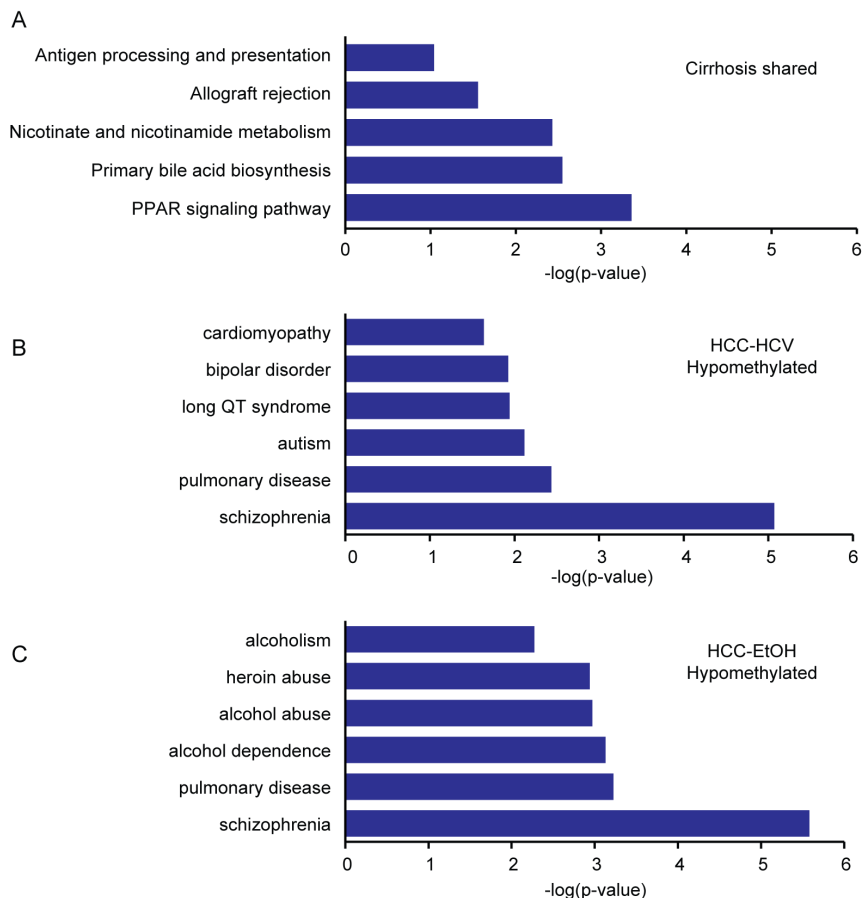 A
Antigen processing and presentation
Cirrhosis shared
Allograft rejection
Nicotinate and nicotinamide metabolism
Primary bile acid biosynthesis
PPAR signaling pathway
0 1 2 3 4 5 6
-log(p-value)
B
cardiomyopathy
HCC-HCV
Hypomethylated
bipolar disorder
long QT syndrome
autism
pulmonary disease
schizophrenia
0 1 2 3 4 5 6
-log(p-value)
C
alcoholism
HCC-EtOH
Hypomethylated
heroin abuse
alcohol abuse
alcohol dependence
pulmonary disease
schizophrenia
0 1 2 3 4 5 6
-log(p-value)